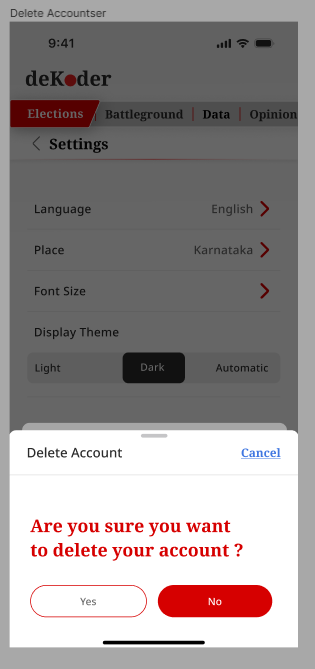 Delete Accountser
9:41
deKoder
Elections Battleground Data Opinion
Settings
Language English
Place Karnataka
Font Size
Display Theme
Light Dark Automatic
Delete Account Cancel
Are you sure you want
to delete your account ?
Yes No